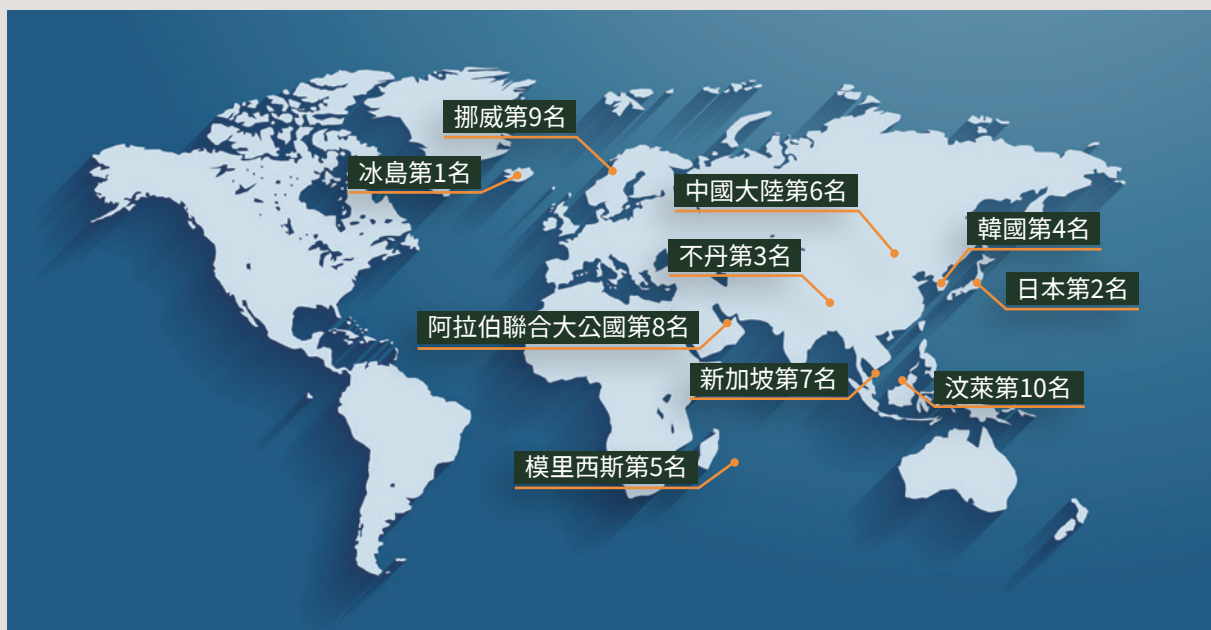 挪威第9名
冰島第1名
中國大陸第6名
韓國第4名
不丹第3名
日本第2名
阿拉伯聯合大公國第8名
新加坡第7名
汶萊第10名
模里西斯第5名